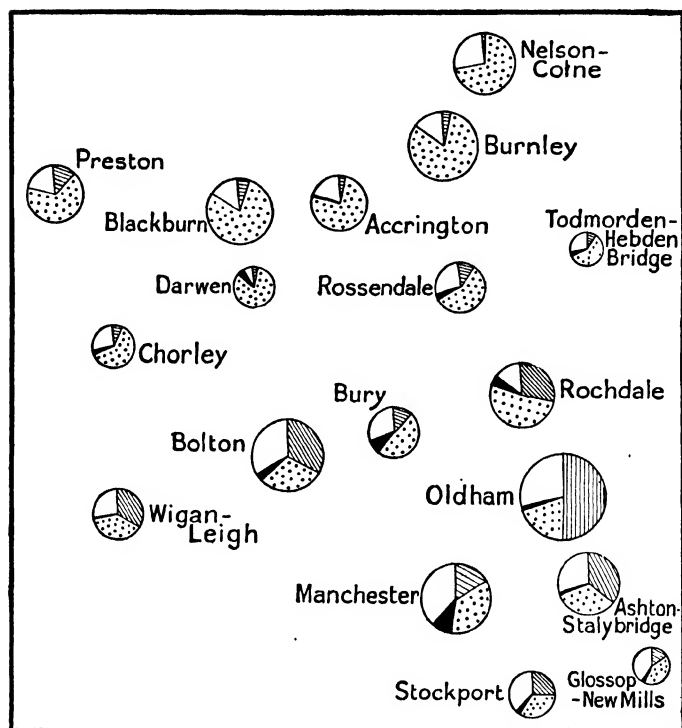 Nelson-
Colne
Burnley
Preston
Blackburn
Accrington
Todmorden-
Hebden
Bridge
Darwen
Rossendale
Chorley
Rochdale
Bury
Bolton
Oldham
Wigan-
Leigh
Manchester
Ashton-
Stalybridge
Glossop
-New Mills
Stockport